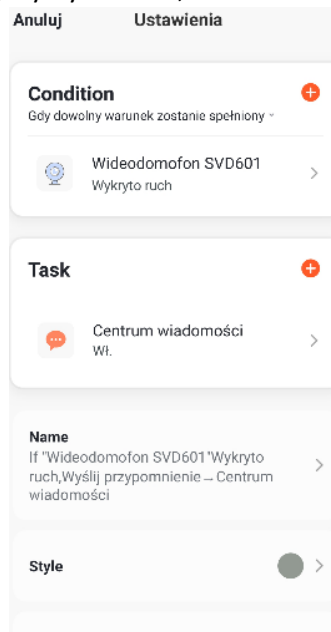 Anuluj Ustawienia
Condition
Gdy dowolny warunek zostanie spełniony
Wideodomofon SVD601
Wykryto ruch
Task
Centrum wiadomości
Wł.
Name
If "Wideodomofon SVD601"Wykryto
ruch,Wyślij przypomnienie – Centrum
wiadomości
Style